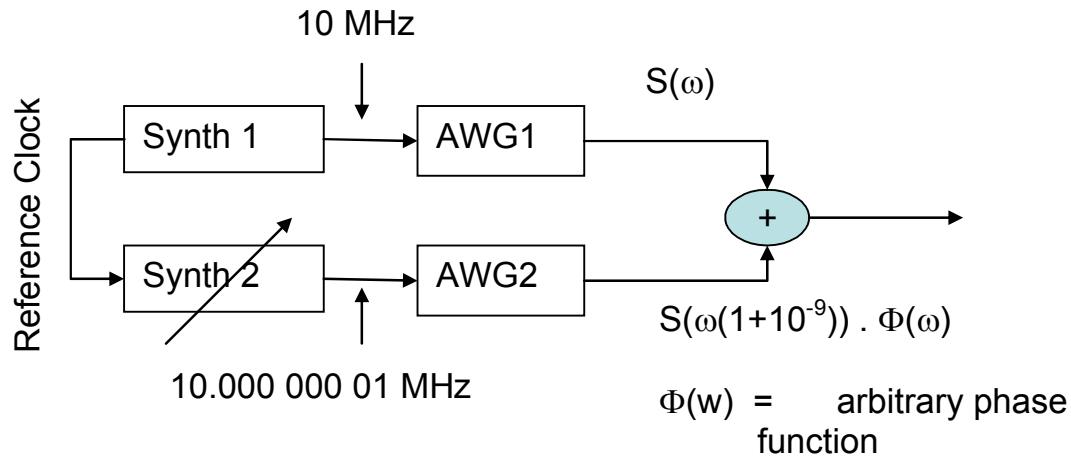 10 MHz
S(ω)
Reference Clock
Synth 1
AWG1
+
Synth 2
AWG2
S(ω(1+10⁻⁹)) . Φ(ω)
10.000 000 01 MHz
Φ(w) = arbitrary phase
function